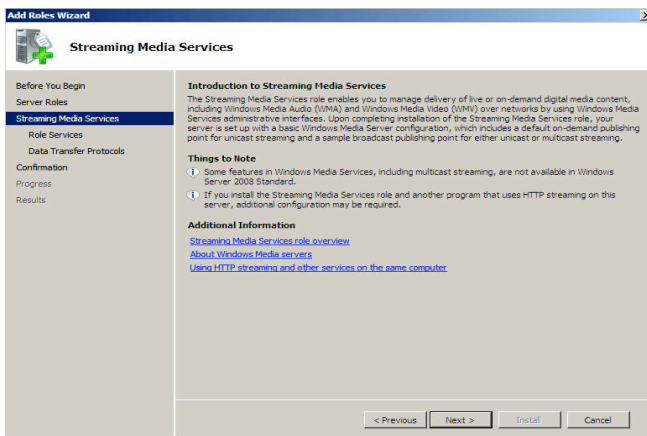 Add Roles Wizard
Streaming Media Services
Before You Begin
Server Roles
Streaming Media Services
Role Services
Data Transfer Protocols
Confirmation
Progress
Results
Introduction to Streaming Media Services
The Streaming Media Services role enables you to manage delivery of live or on-demand digital media content,
including Windows Media Audio (WMA) and Windows Media Video (WMV) over networks by using Windows Media
Services administrative interfaces. Upon completing installation of the Streaming Media Services role, your
server is set up with a basic Windows Media Server configuration, which includes a default on-demand publishing
point for unicast streaming and a sample broadcast publishing point for either unicast or multicast streaming.
Things to Note
Some features in Windows Media Services, including multicast streaming, are not available in Windows
Server 2008 Standard.
If you install the Streaming Media Services role and another program that uses HTTP streaming on this
server, additional configuration may be required.
Additional Information
Streaming Media Services role overview
About Windows Media servers
Using HTTP streaming and other services on the same computer
< Previous
Next >
Install
Cancel